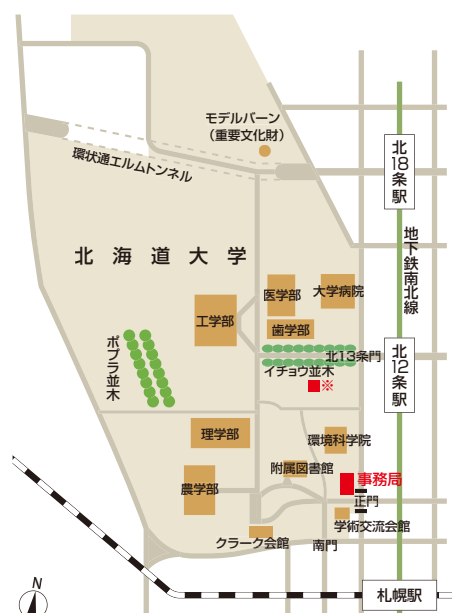 モデルバーン
（重要文化財）
環状通エルムトンネル
北18条駅
地下鉄南北線
北海道大学
医学部
大学病院
工学部
歯学部
北13条門
イチョウ並木
※
北12条駅
ポプラ並木
理学部
環境科学院
附属図書館
事務局
農学部
正門
学術交流会館
クラーク会館
南門
札幌駅
N